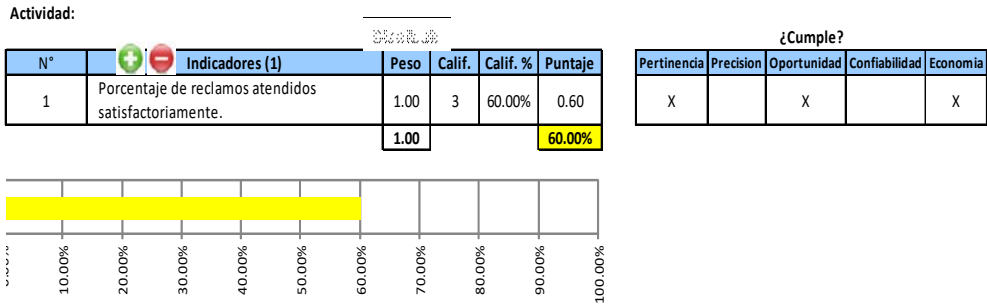 Actividad:
¿Cumple?
N° Indicadores (1) Peso Calif. Calif. % Puntaje Pertinencia Precision Oportunidad Confiabilidad Economia
1 Porcentaje de reclamos atendidos satisfactoriamente. 1.00 3 60.00% 0.60 X X X
1.00 60.00%
10.00% 20.00% 30.00% 40.00% 50.00% 60.00% 70.00% 80.00% 90.00% 100.00%